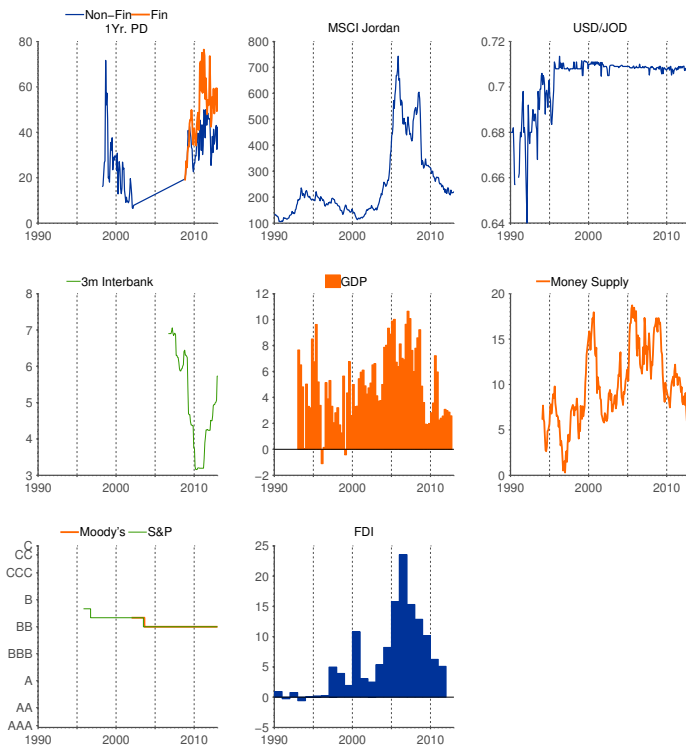 Non−Fin Fin
1Yr. PD
80
60
40
20
0
1990 2000 2010
MSCI Jordan
800
700
600
500
400
300
200
100
1990 2000 2010
USD/JOD
0.72
0.7
0.68
0.66
0.64
1990 2000 2010
3m Interbank
8
7
6
5
4
3
1990 2000 2010
GDP
12
10
8
6
4
2
0
−2
1990 2000 2010
Money Supply
20
15
10
5
0
1990 2000 2010
Moody's S&P
C
CC
CCC
B
BB
BBB
A
AA
AAA
1990 2000 2010
FDI
25
20
15
10
5
0
−5
1990 2000 2010